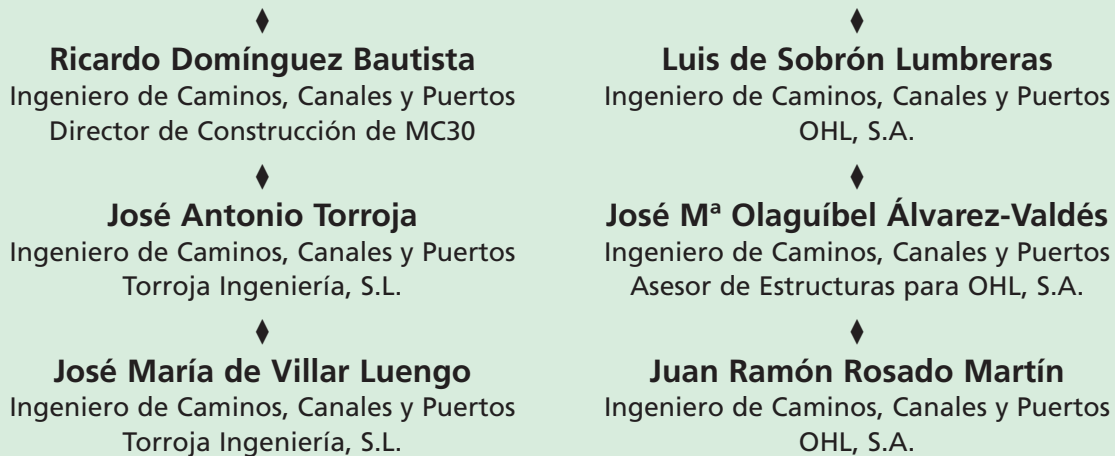 Ricardo Domínguez Bautista
Ingeniero de Caminos, Canales y Puertos
Director de Construcción de MC30
José Antonio Torroja
Ingeniero de Caminos, Canales y Puertos
Torroja Ingeniería, S.L.
José María de Villar Luengo
Ingeniero de Caminos, Canales y Puertos
Torroja Ingeniería, S.L.
Luis de Sobrón Lumbreras
Ingeniero de Caminos, Canales y Puertos
OHL, S.A.
José Mª Olaguíbel Álvarez-Valdés
Ingeniero de Caminos, Canales y Puertos
Asesor de Estructuras para OHL, S.A.
Juan Ramón Rosado Martín
Ingeniero de Caminos, Canales y Puertos
OHL, S.A.